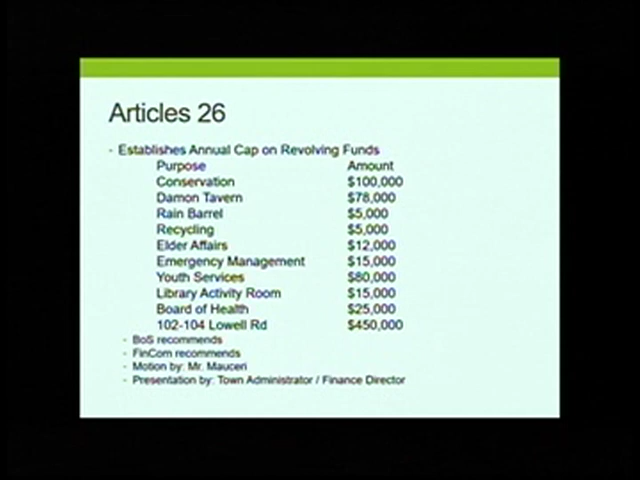 Articles 26
- Establishes Annual Cap on Revolving Funds
Purpose Amount
Conservation $100,000
Damon Tavern $78,000
Rain Barrel $5,000
Recycling $5,000
Elder Affairs $12,000
Emergency Management $15,000
Youth Services $80,000
Library Activity Room $15,000
Board of Health $25,000
102-104 Lowell Rd $450,000
- BoS recommends
- FinCom recommends
- Motion by: Mr. Mauceri
- Presentation by: Town Administrator / Finance Director